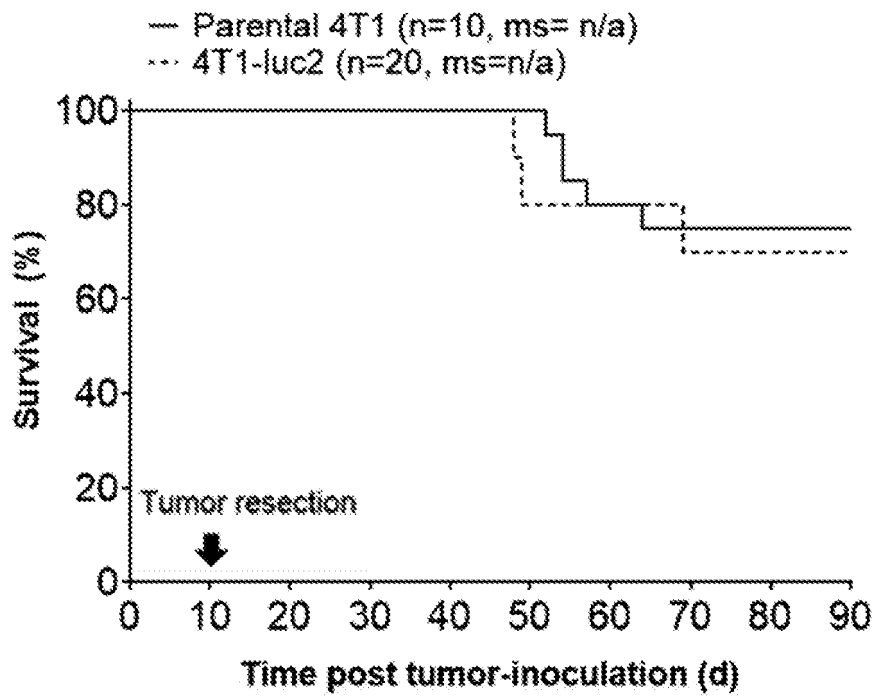 Parental 4T1 (n=10, ms= n/a)
4T1-luc2 (n=20, ms=n/a)
Survival (%)
100
80
60
40
20
0
Tumor resection
0 10 20 30 40 50 60 70 80 90
Time post tumor-inoculation (d)